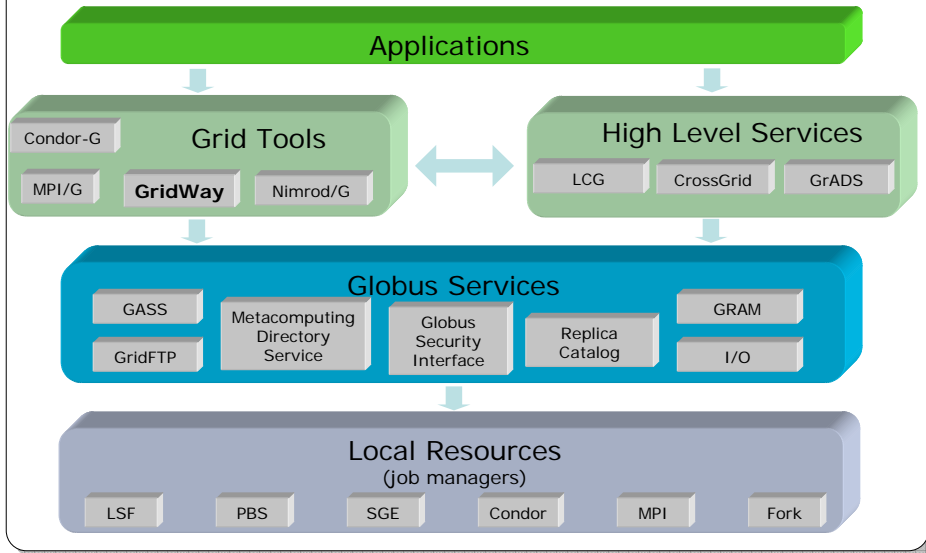 Applications
Grid Tools
Condor-G
MPI/G
GridWay
Nimrod/G
High Level Services
LCG
CrossGrid
GrADS
Globus Services
GASS
GridFTP
Metacomputing
Directory
Service
Globus
Security
Interface
Replica
Catalog
GRAM
I/O
Local Resources
(job managers)
LSF
PBS
SGE
Condor
MPI
Fork